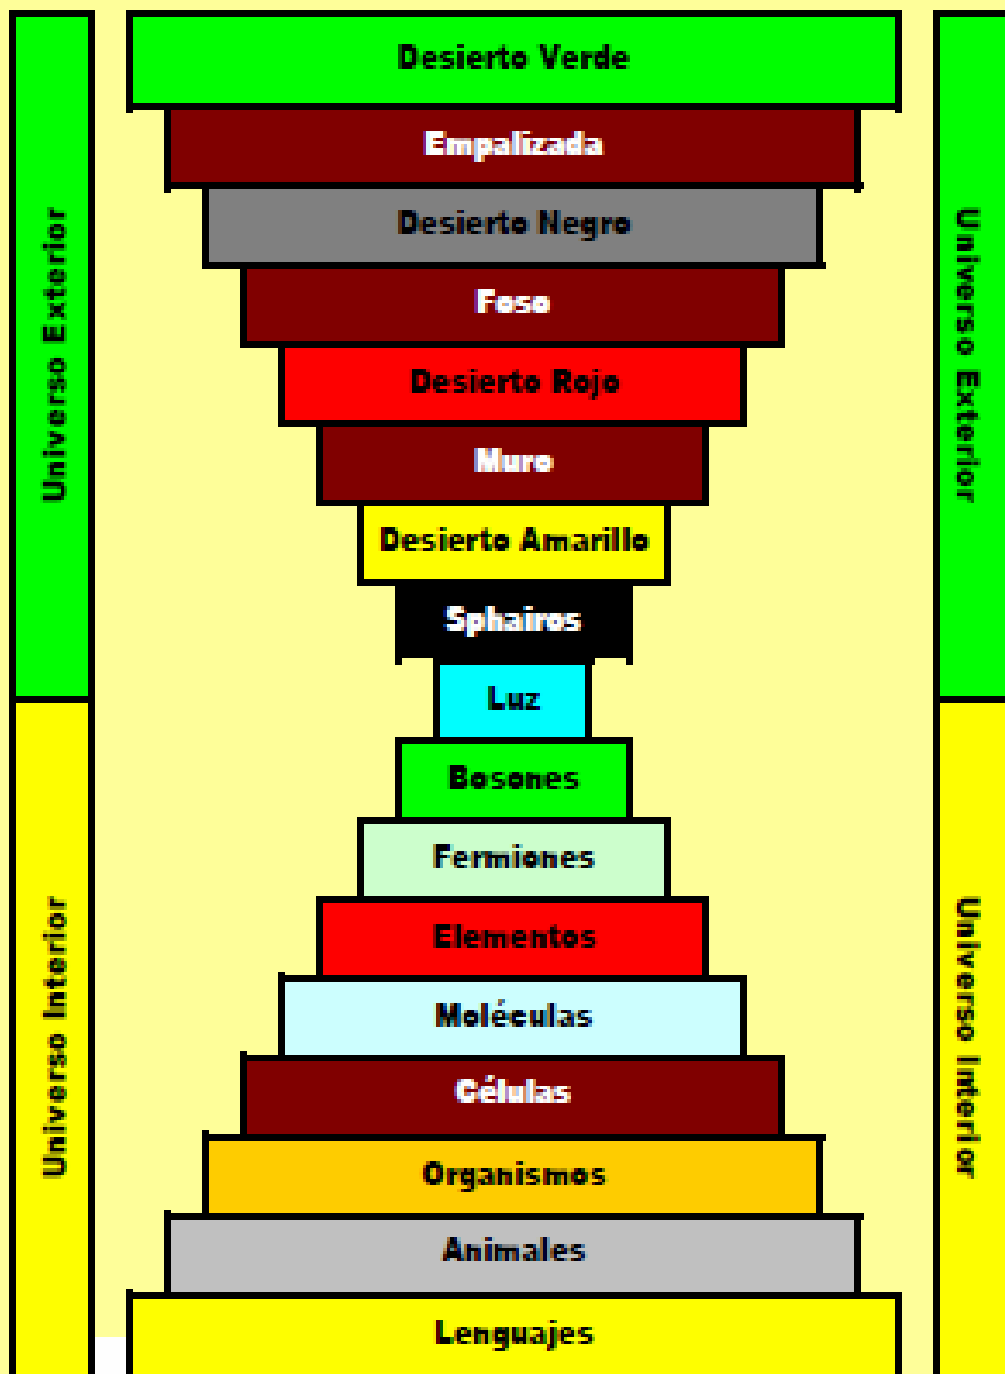 Universo Exterior
Universo Interior
Desierto Verde
Empalizada
Desierto Negro
Foso
Desierto Rojo
Muro
Desierto Amarillo
Sphairos
Luz
Bosones
Fermiones
Elementos
Moléculas
Células
Organismos
Animales
Lenguajes
Universo Exterior
Universo Interior